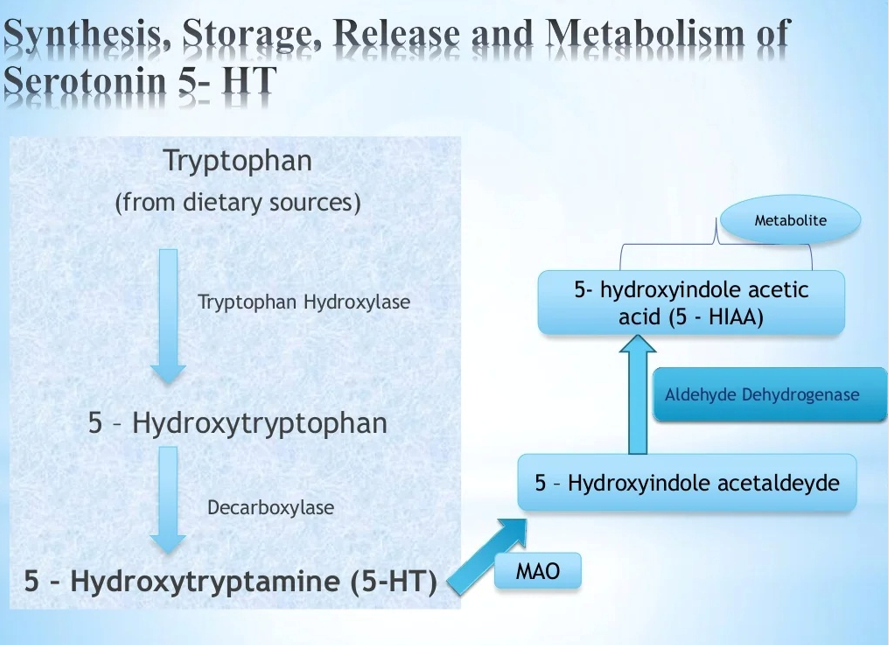 Synthesis, Storage, Release and Metabolism of
Serotonin 5- HT
Tryptophan
(from dietary sources)
Tryptophan Hydroxylase
5 – Hydroxytryptophan
Decarboxylase
5 – Hydroxytryptamine (5-HT)
MAO
5 – Hydroxyindole acetaldeyde
Aldehyde Dehydrogenase
5- hydroxyindole acetic
acid (5 - HIAA)
Metabolite